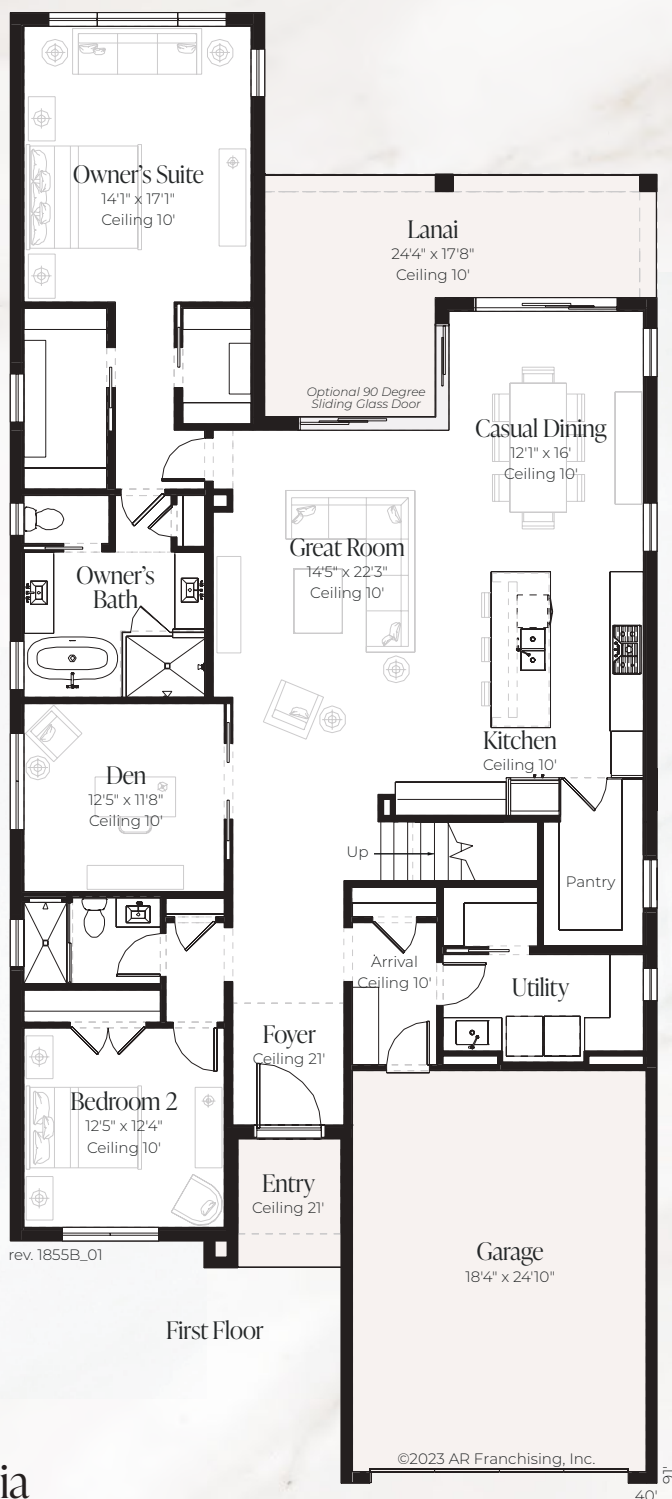 Owner's Suite
14'1" x 17'1"
Ceiling 10'
Lanai
24'4" x 17'8"
Ceiling 10'
Optional 90 Degree
Sliding Glass Door
Casual Dining
12'1" x 16'
Ceiling 10'
Great Room
14'5" x 22'3"
Ceiling 10'
Owner's
Bath
Kitchen
Ceiling 10'
Den
12'5" x 11'8"
Ceiling 10'
Up
Pantry
Arrival
Ceiling 10'
Utility
Foyer
Ceiling 21'
Bedroom 2
12'5" x 12'4"
Ceiling 10'
Entry
Ceiling 21'
rev. 1855B_01
Garage
18'4" x 24'10"
First Floor
©2023 AR Franchising, Inc.
ia
91'
40'